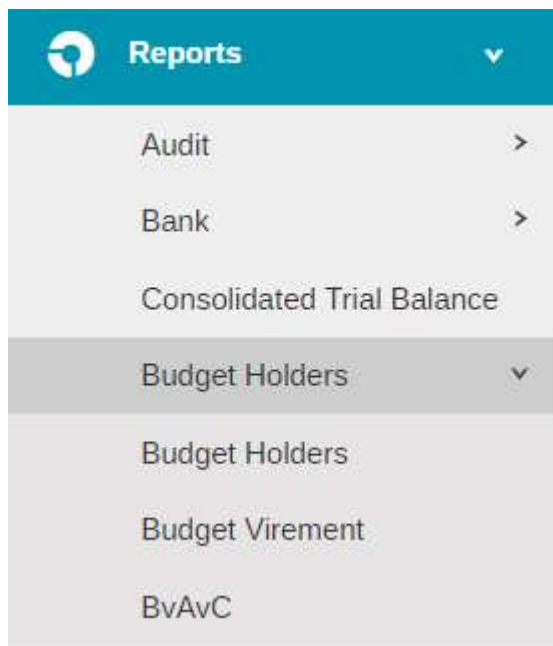 Reports
Audit
Bank
Consolidated Trial Balance
Budget Holders
Budget Holders
Budget Virement
BvAvC